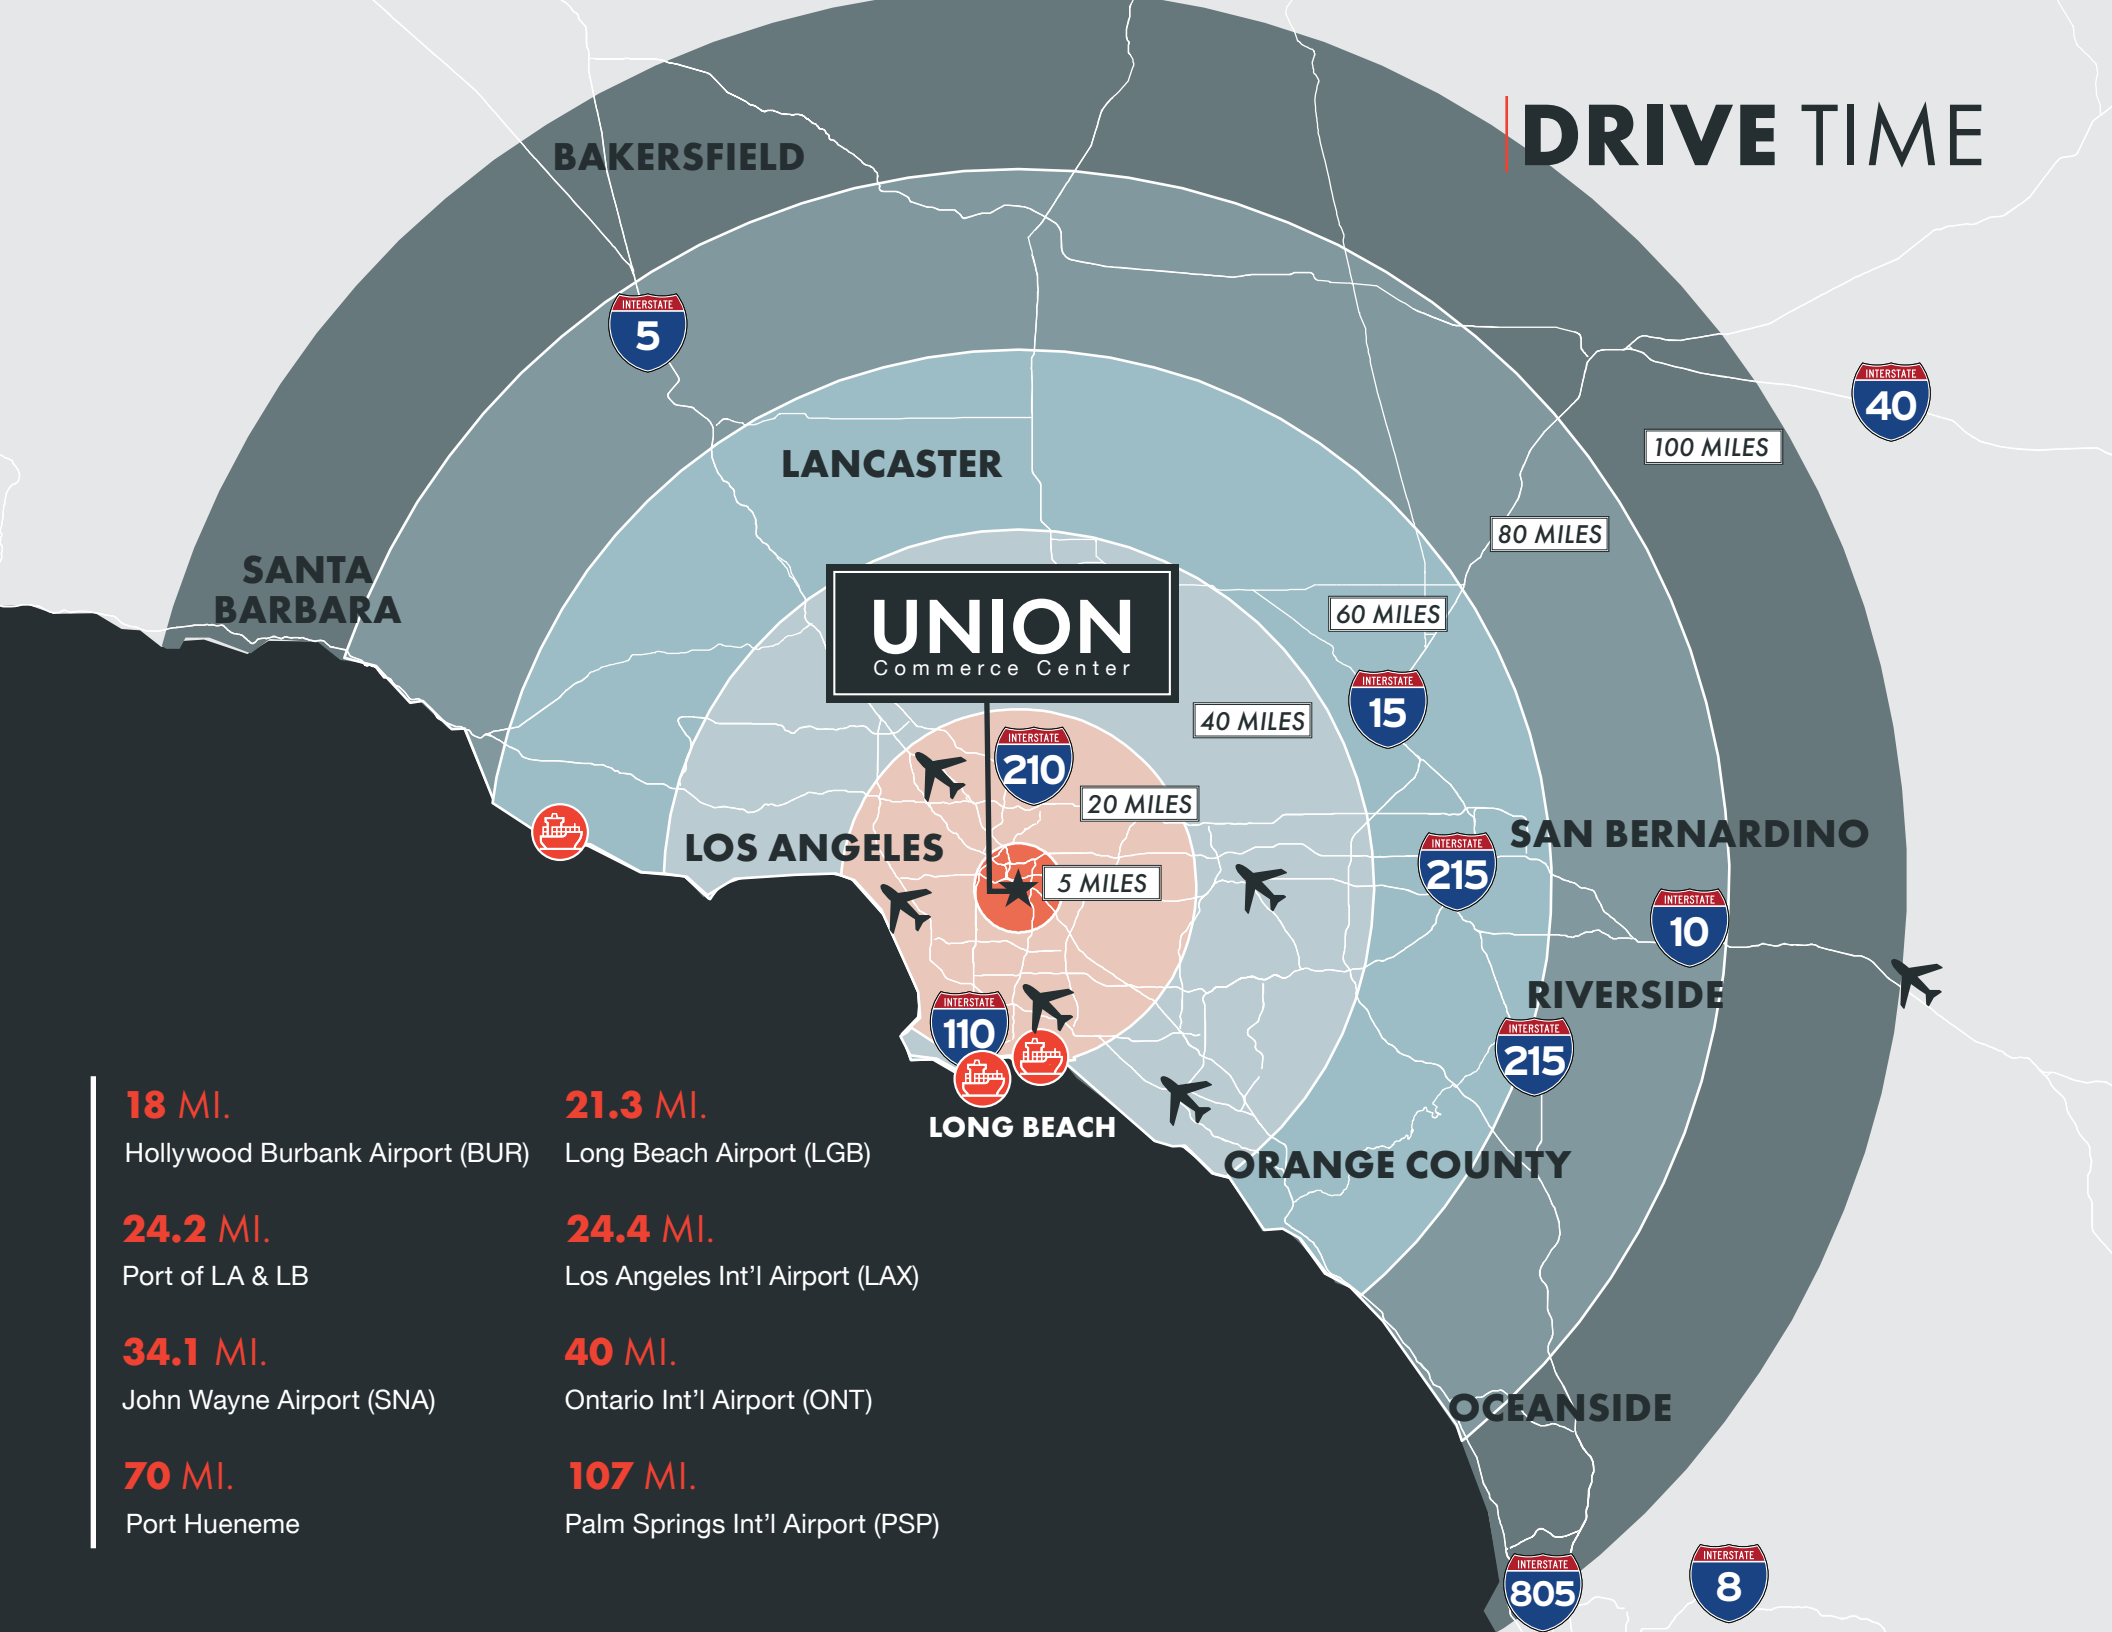 DRIVE TIME
BAKERSFIELD
INTERSTATE
5
INTERSTATE
40
100 MILES
LANCASTER
80 MILES
SANTA
BARBARA
60 MILES
UNION
Commerce Center
INTERSTATE
15
40 MILES
INTERSTATE
210
20 MILES
LOS ANGELES
SAN BERNARDINO
INTERSTATE
215
5 MILES
INTERSTATE
10
RIVERSIDE
INTERSTATE
110
INTERSTATE
215
LONG BEACH
ORANGE COUNTY
OCEANSIDE
INTERSTATE
805
INTERSTATE
8
18 MI.
Hollywood Burbank Airport (BUR)
21.3 MI.
Long Beach Airport (LGB)
24.2 MI.
Port of LA & LB
24.4 MI.
Los Angeles Int'l Airport (LAX)
34.1 MI.
John Wayne Airport (SNA)
40 MI.
Ontario Int'l Airport (ONT)
70 MI.
Port Hueneme
107 MI.
Palm Springs Int'l Airport (PSP)